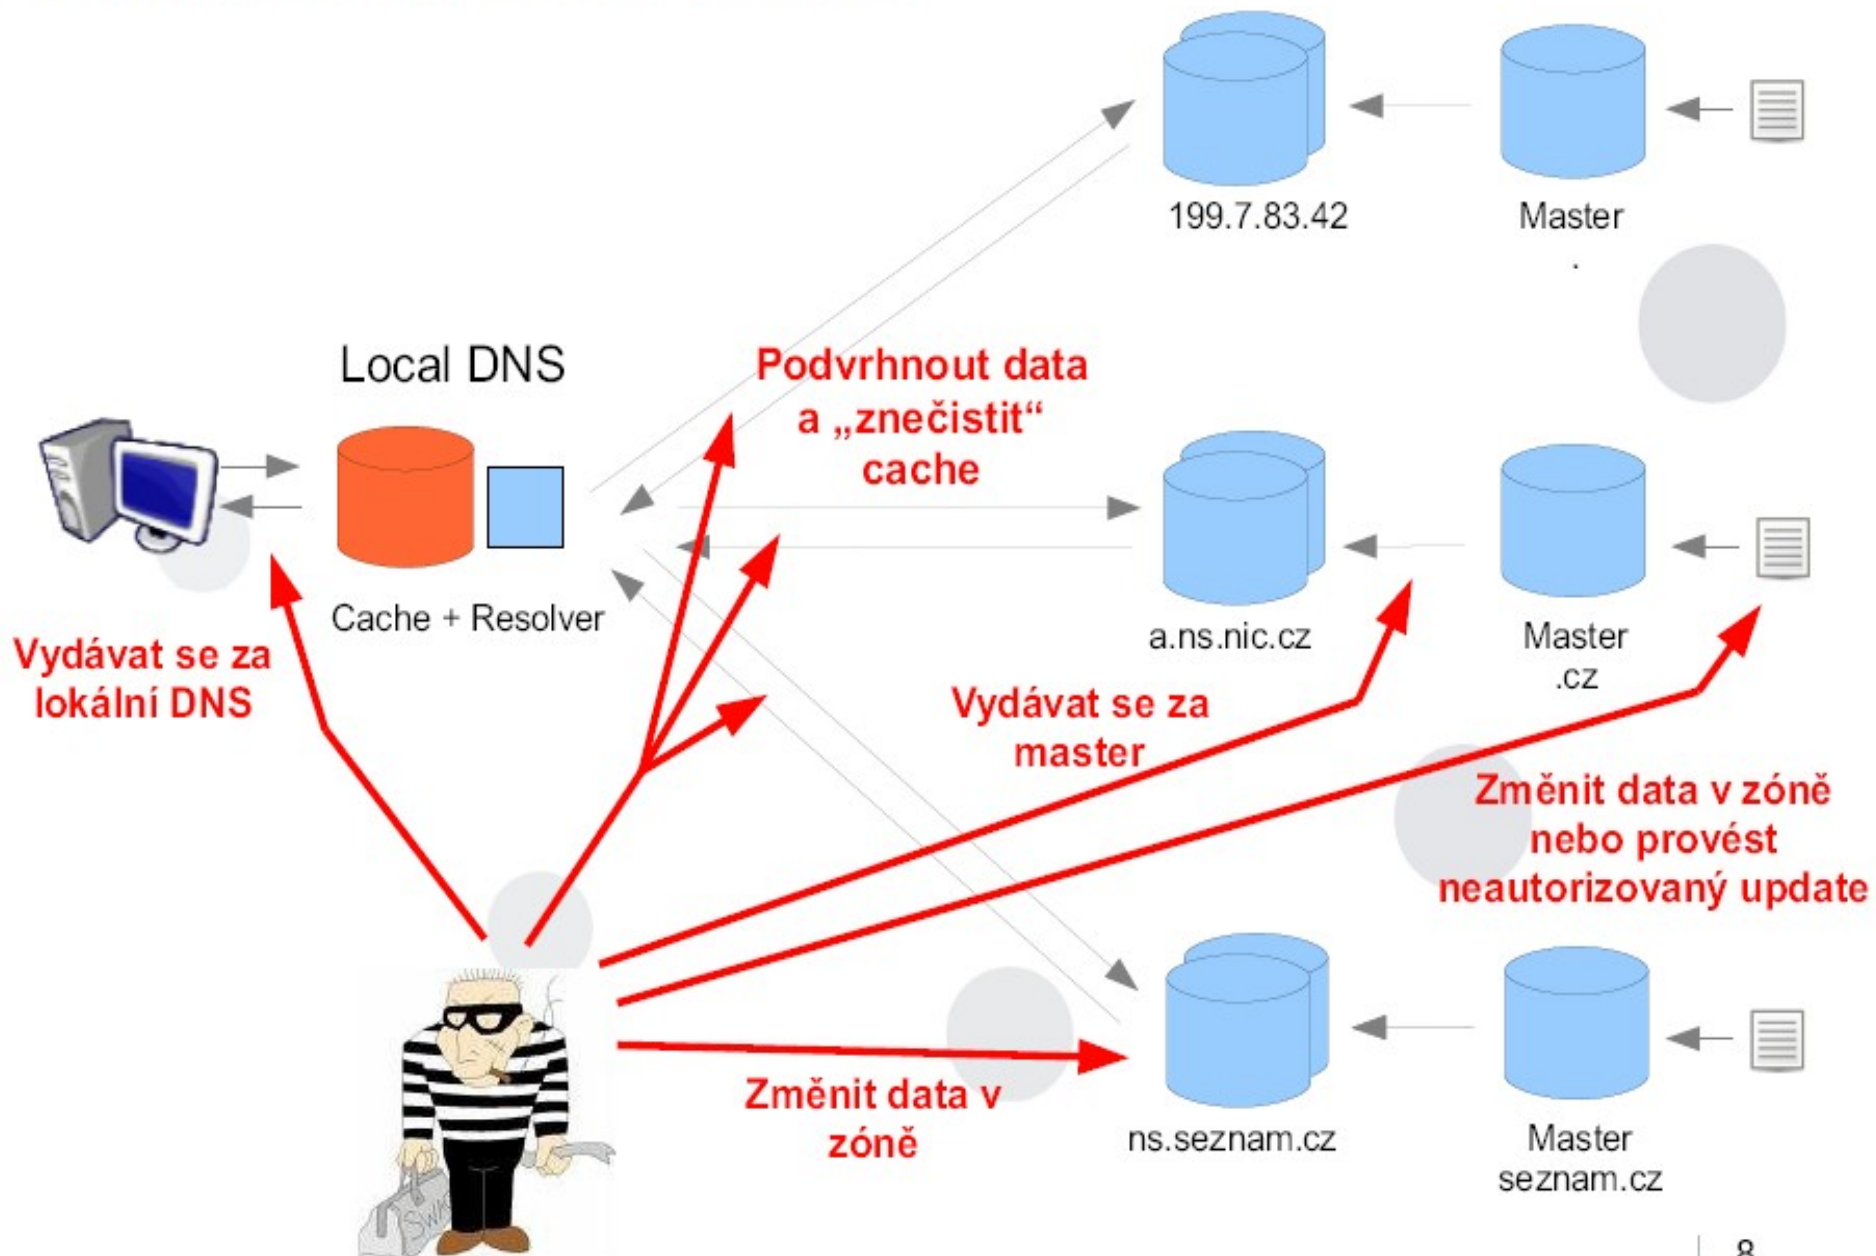 199.7.83.42
Master
.
Local DNS
Podvrhnout data
a „znečistit“
cache
Cache + Resolver
a.ns.nic.cz
Master
.cz
Vydávat se za
lokální DNS
Vydávat se za
master
Změnit data v zóně
nebo provést
neautorizovaný update
Změnit data v
zóně
ns.seznam.cz
Master
seznam.cz
8